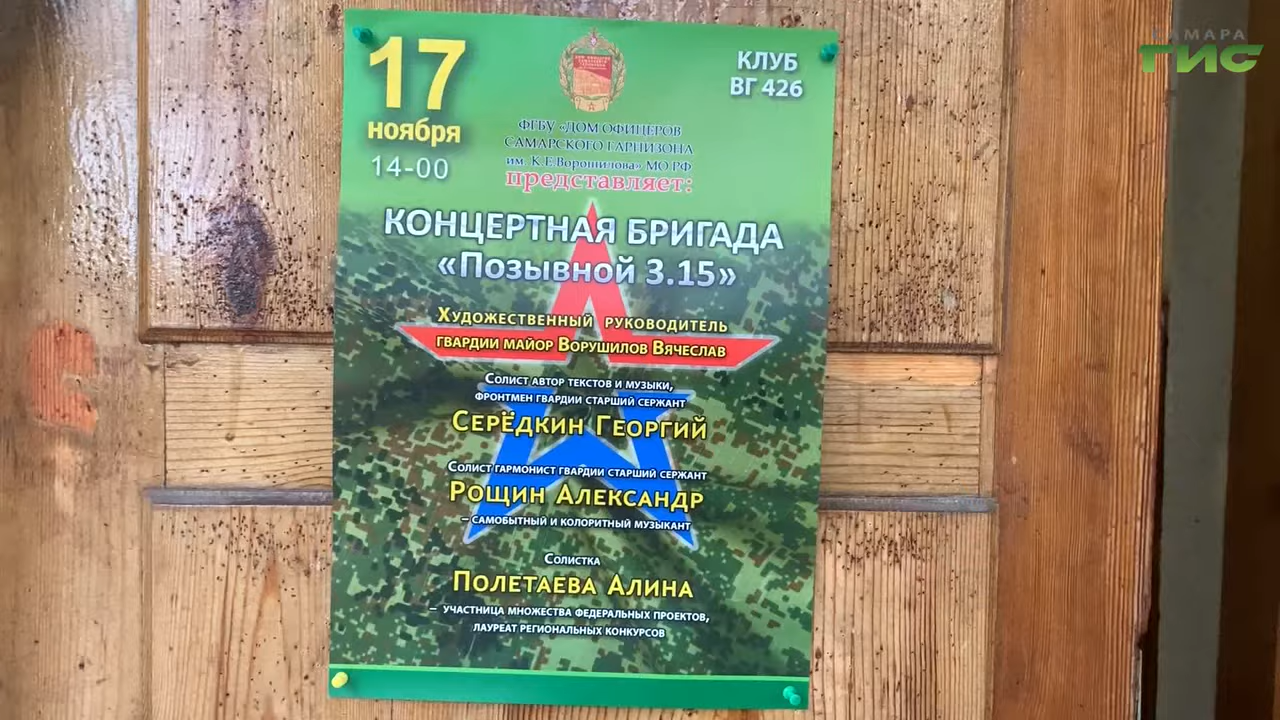 17
ноября
14-00
КЛУБ
ВГ 426
ФГБУ «ДОМ ОФИЦЕРОВ
САМАРСКОГО ГАРНИЗОНА
им. К.Е.Ворошилова» МО РФ
представляет:
КОНЦЕРТНАЯ БРИГАДА
«Позывной 3.15»
Художественный руководитель
гвардии майор Ворушилов Вячеслав
Солист автор текстов и музыки,
фронтмен гвардии старший сержант
Серёдкин Георгий
Солист гармонист гвардии старший сержант
Рощин Александр
– самобытный и колоритный музыкант
Солистка
Полетаева Алина
– участница множества федеральных проектов,
лауреат региональных конкурсов
САМАРА
ГИС